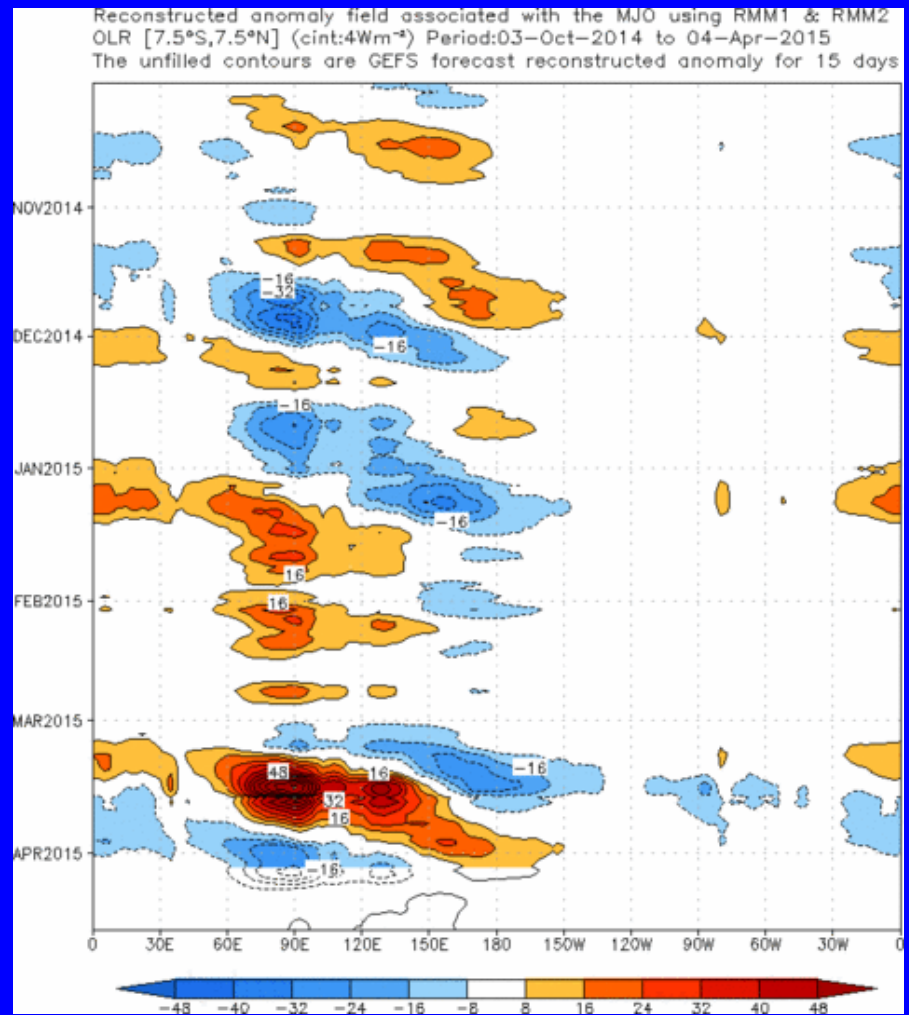 Reconstructed anomaly field associated with the MJO using RMM1 & RMM2
OLR [7.5°S,7.5°N] (cint:4Wm⁻²) Period:03-Oct-2014 to 04-Apr-2015
The unfilled contours are GEFS forecast reconstructed anomaly for 15 days
NOV2014
-16
-32
DEC2014
-16
-16
JAN2015
-16
16
FEB2015
16
MAR2015
-16
48
16
32
16
APR2015
-16
0 30E 60E 90E 120E 150E 180 150W 120W 90W 60W 30W 0
-48 -40 -32 -24 -16 -8 8 16 24 32 40 48